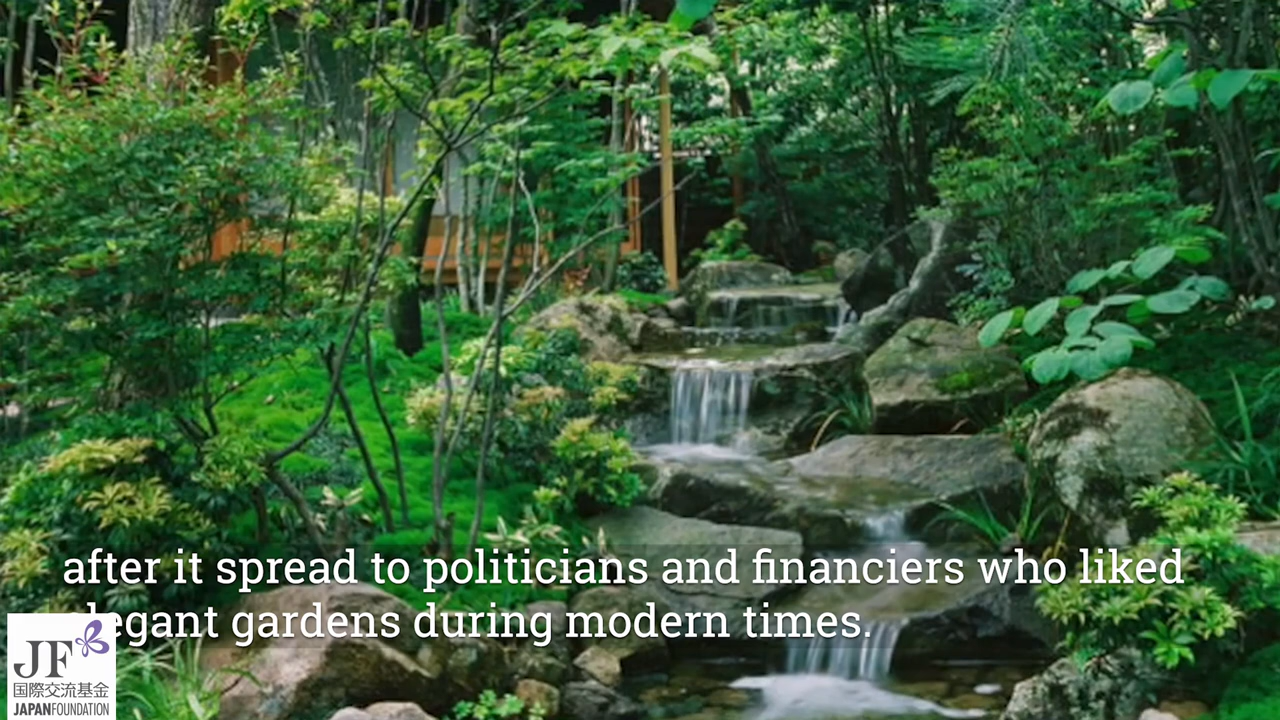 after it spread to politicians and financiers who liked
elegant gardens during modern times.
JF
国際交流基金
JAPANFOUNDATION